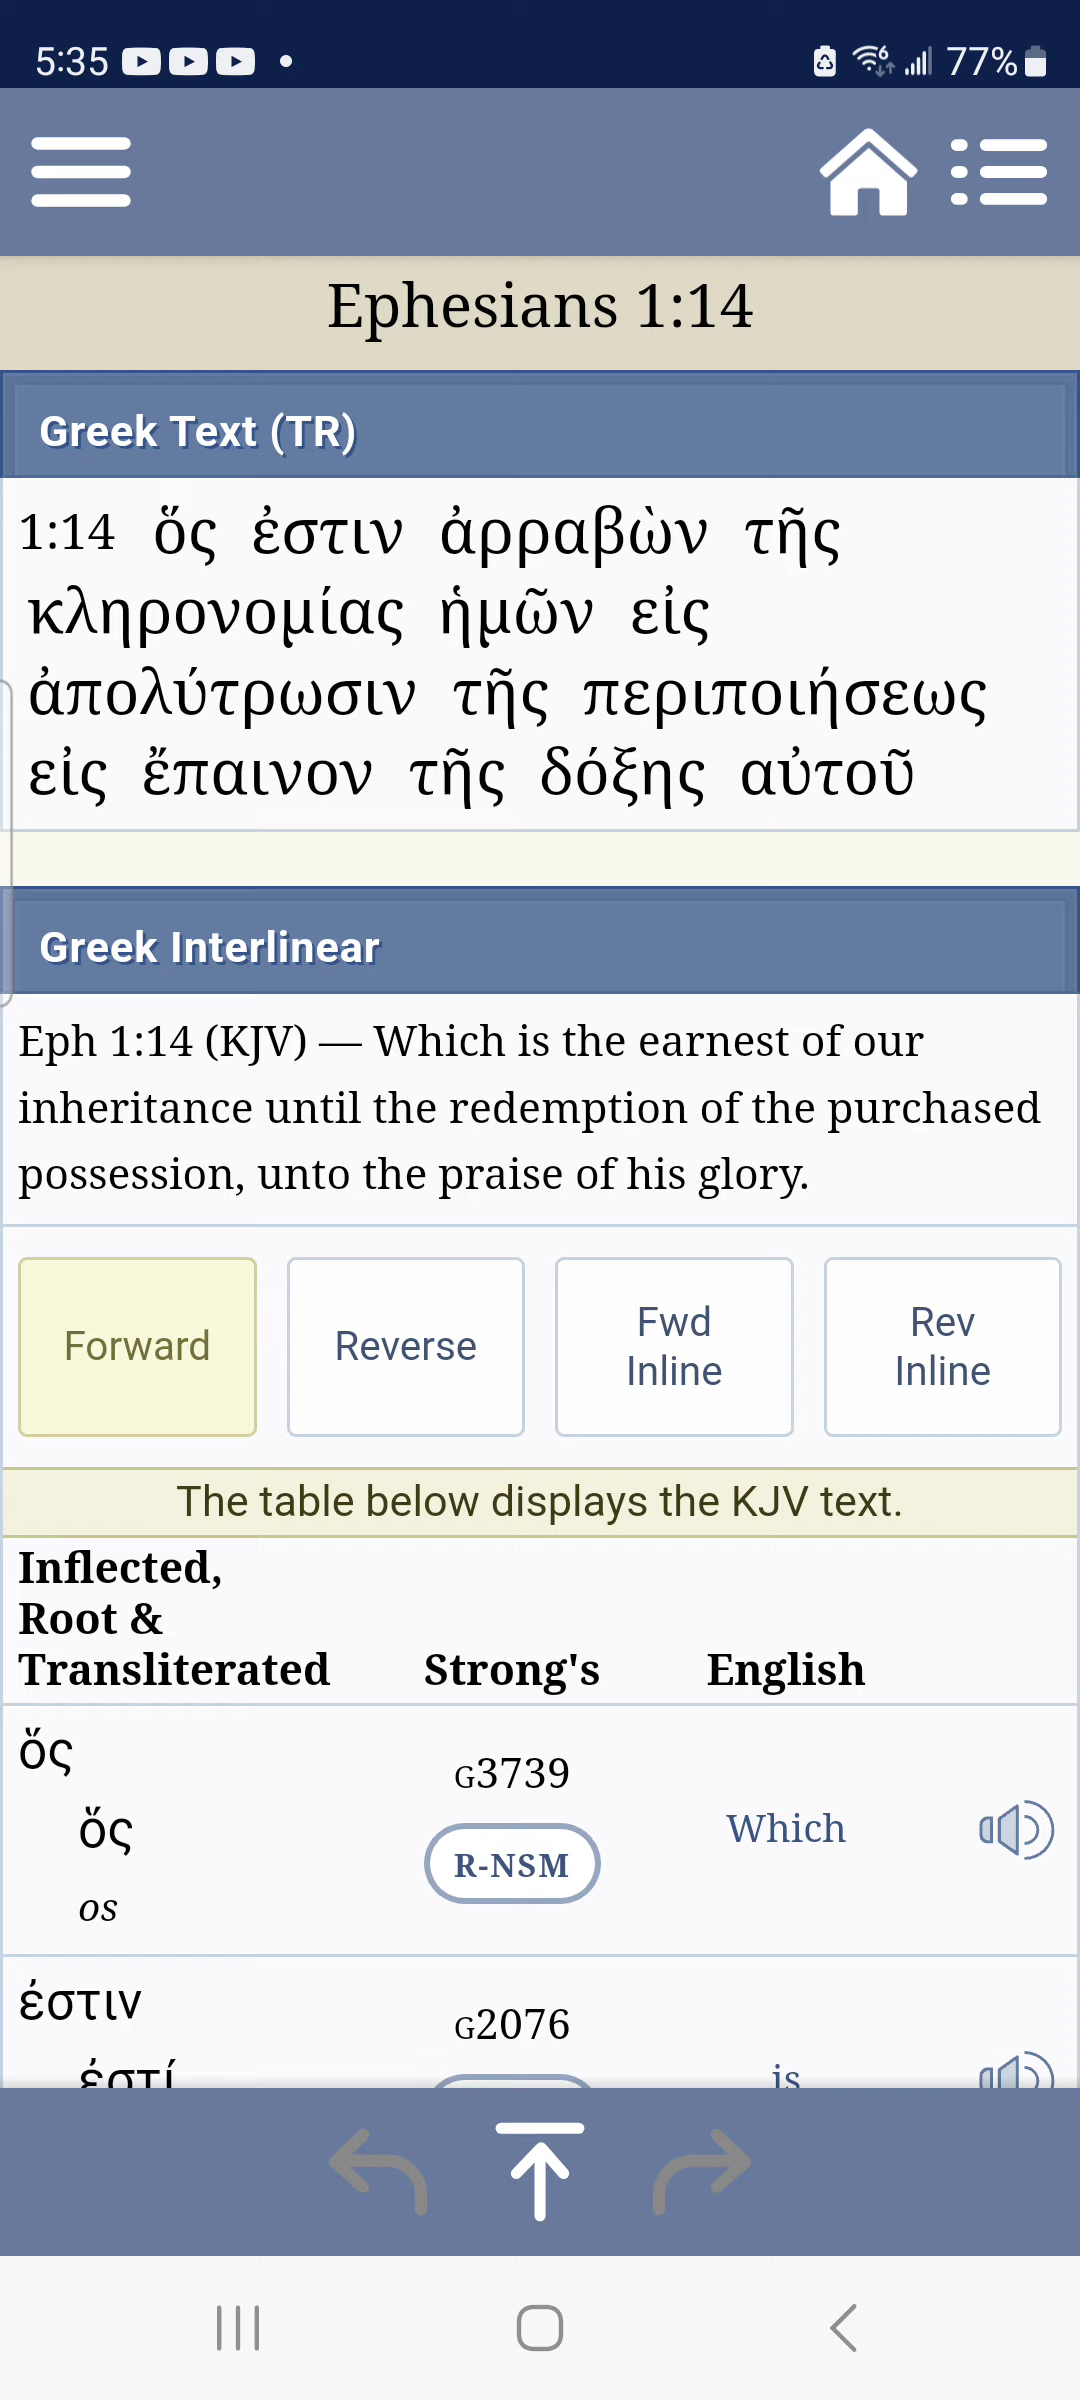 5:35
77%
Ephesians 1:14
Greek Text (TR)
1:14 ὅς ἐστιν ἀρραβὼν τῆς
κληρονομίας ἡμῶν εἰς
ἀπολύτρωσιν τῆς περιποιήσεως
εἰς ἔπαινον τῆς δόξης αὐτοῦ
Greek Interlinear
Eph 1:14 (KJV) — Which is the earnest of our
inheritance until the redemption of the purchased
possession, unto the praise of his glory.
Forward
Reverse
Fwd
Inline
Rev
Inline
The table below displays the KJV text.
Inflected,
Root &
Transliterated Strong's English
ὅς
ὅς
os
G3739
R-NSM
Which
ἐστιν
ἐστί
G2076
is